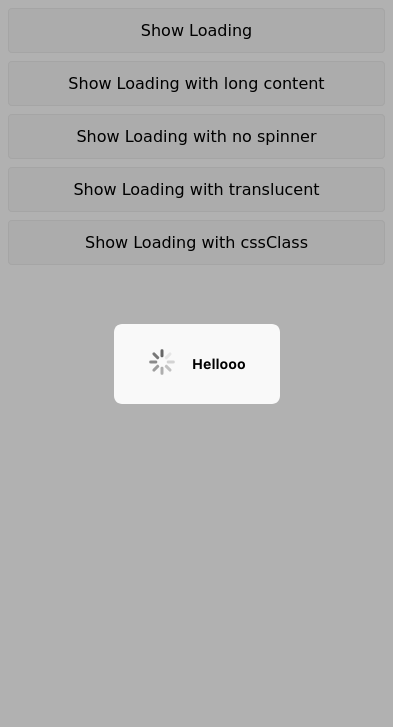 Show Loading
Show Loading with long content
Show Loading with no spinner
Show Loading with translucent
Show Loading with cssClass
Hellooo